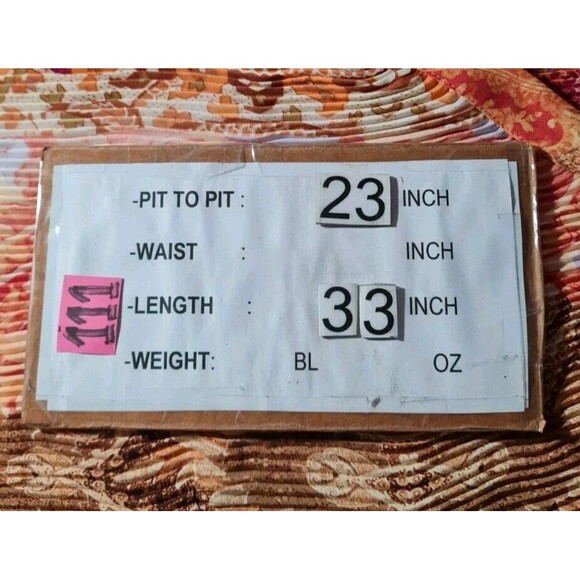 -PIT TO PIT : 23 INCH
-WAIST : INCH
111
-LENGTH : 33 INCH
-WEIGHT: BL OZ